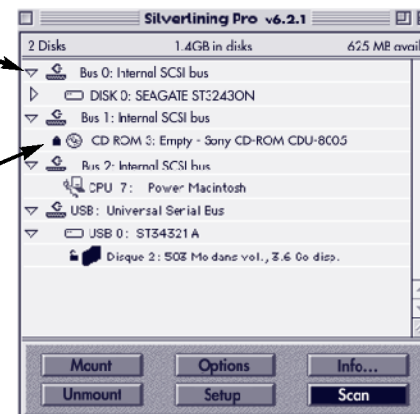 Silverlining Pro v6.2.1
2 Disks 1.4GB in disks 625 MB avail
Bus 0: Internal SCSI bus
DISK 0: SEAGATE ST32430N
Bus 1: Internal SCSI bus
CD ROM 3: Empty - Sony CD-ROM CDU-8005
Bus 2: Internal SCSI bus
CPU 7: Power Macintosh
USB: Universal Serial Bus
USB 0: ST34321A
Disque 2: 503 Mo dans vol., 3.6 Go disp.
Mount Options Info...
Unmount Setup Scan